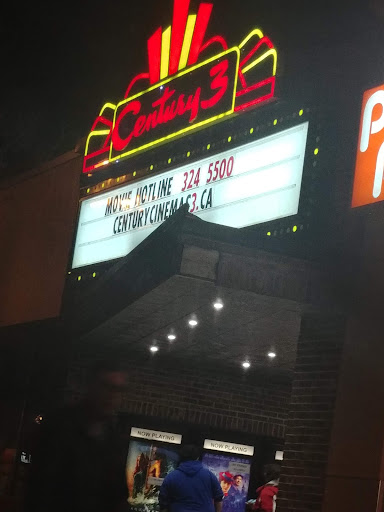 Century 3
MOVIE HOTLINE 324 5500
CENTURYCINEMAS3.CA
NOW PLAYING
NOW PLAYING